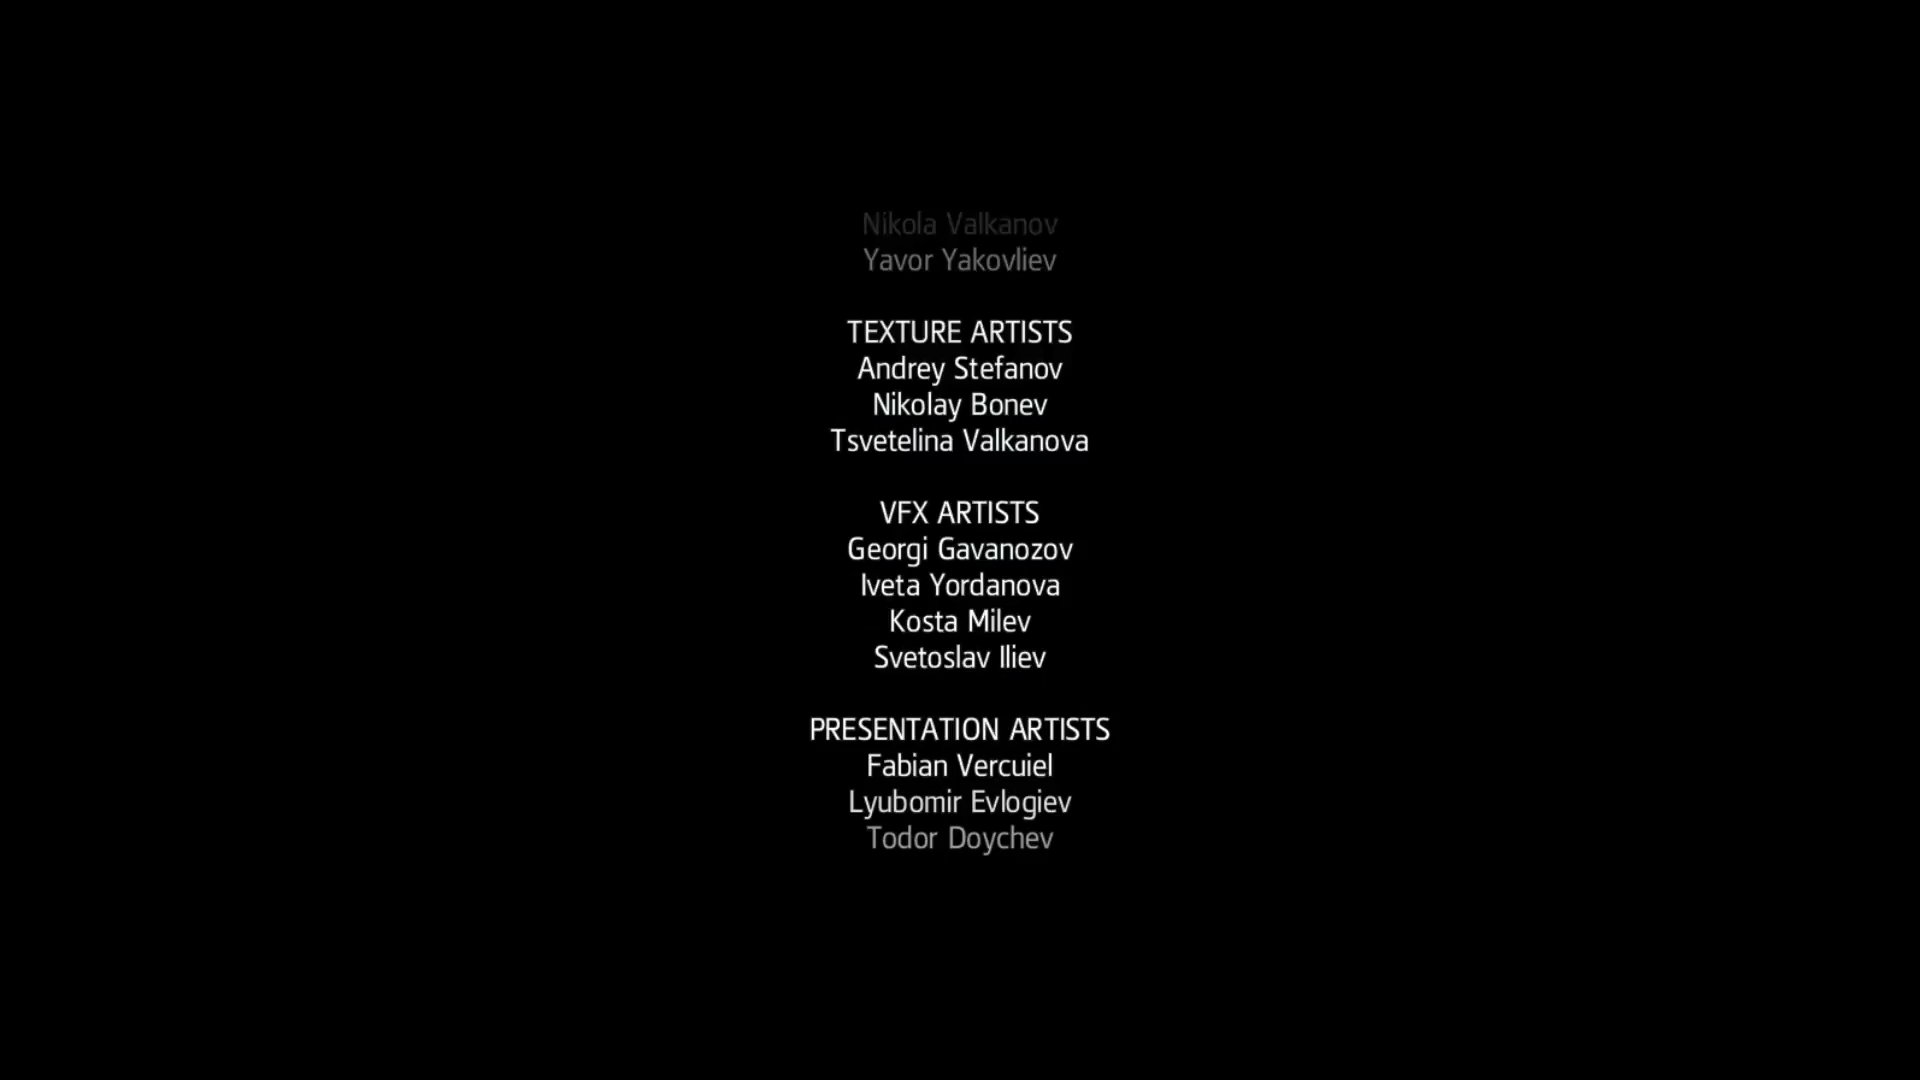 Nikola Valkanov
Yavor Yakovliev
TEXTURE ARTISTS
Andrey Stefanov
Nikolay Bonev
Tsvetelina Valkanova
VFX ARTISTS
Georgi Gavanozov
Iveta Yordanova
Kosta Milev
Svetoslav Iliev
PRESENTATION ARTISTS
Fabian Vercuiel
Lyubomir Evlogiev
Todor Doychev